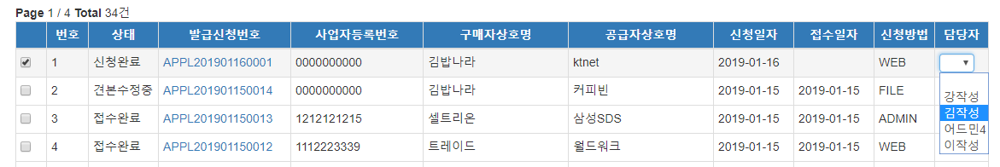 Page 1 / 4 Total 34건
번호 상태 발급신청번호 사업자등록번호 구매자상호명 공급자상호명 신청일자 접수일자 신청방법 담당자
1 신청완료 APPL201901160001 0000000000 김밥나라 ktnet 2019-01-16 WEB
2 견본수정중 APPL201901150014 0000000000 김밥나라 커피빈 2019-01-15 2019-01-15 FILE
강작성
김작성
어드민4
이작성
3 접수완료 APPL201901150013 1212121215 셀트리온 삼성SDS 2019-01-15 2019-01-15 ADMIN
4 접수완료 APPL201901150012 1112223339 트레이드 월드워크 2019-01-15 2019-01-15 WEB